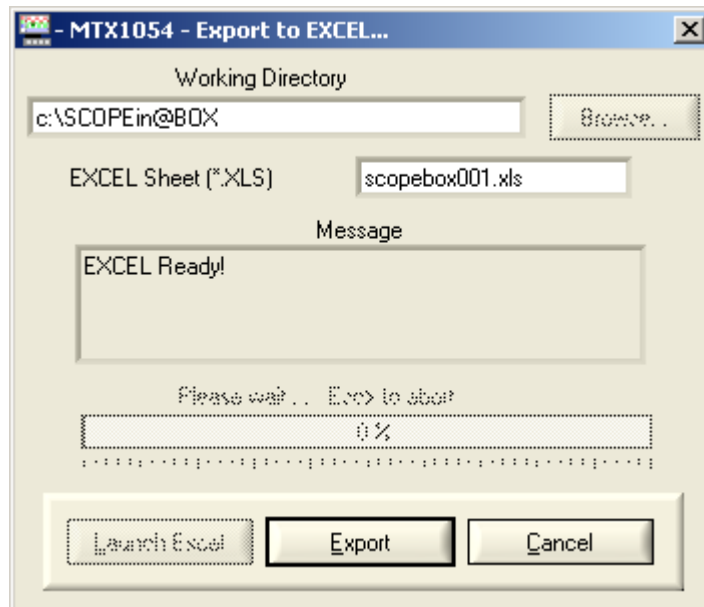 - MTX1054 - Export to EXCEL...
Working Directory
c:\SCOPEin@BOX
Browse...
EXCEL Sheet (*.XLS)
scopebox001.xls
Message
EXCEL Ready!
Please wait... <Esc> to abort
0 %
Launch Excel
Export
Cancel